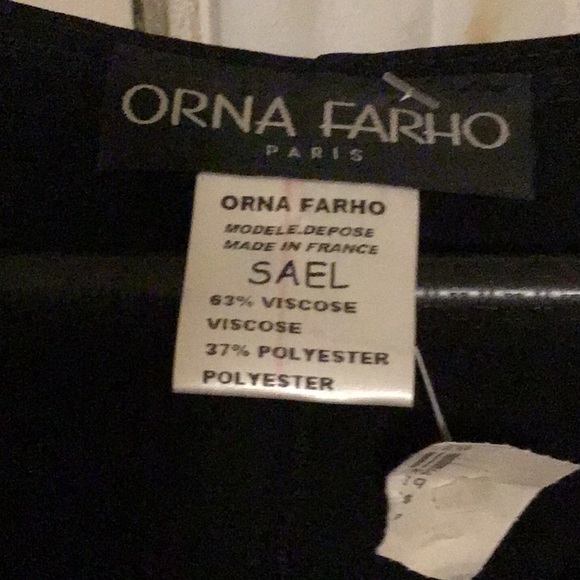 ORNA FARHO
PARIS
ORNA FARHO
MODELE.DEPOSE
MADE IN FRANCE
SAEL
63% VISCOSE
VISCOSE
37% POLYESTER
POLYESTER